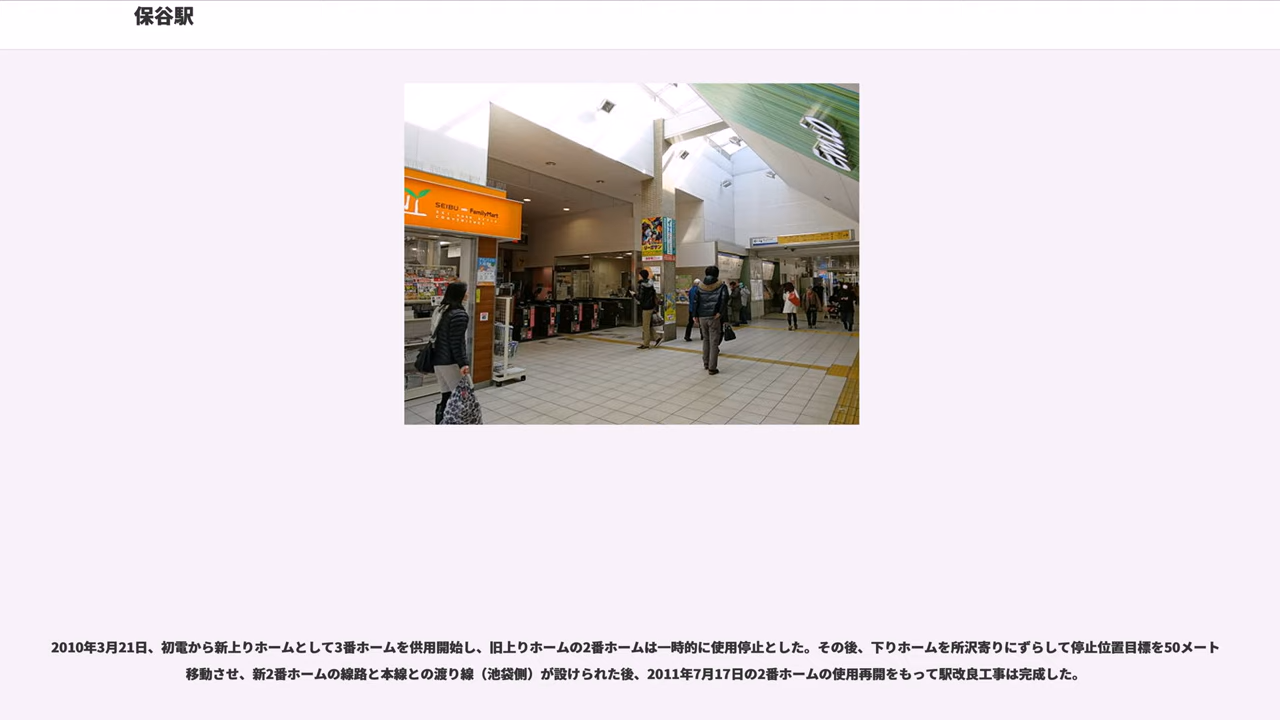 保谷駅
SEIBU FamilyMart
2010年3月21日、初電から新上りホームとして3番ホームを供用開始し、旧上りホームの2番ホームは一時的に使用停止とした。その後、下りホームを所沢寄りにずらして停止位置目標を50メート
移動させ、新2番ホームの線路と本線との渡り線（池袋側）が設けられた後、2011年7月17日の2番ホームの使用再開をもって駅改良工事は完成した。